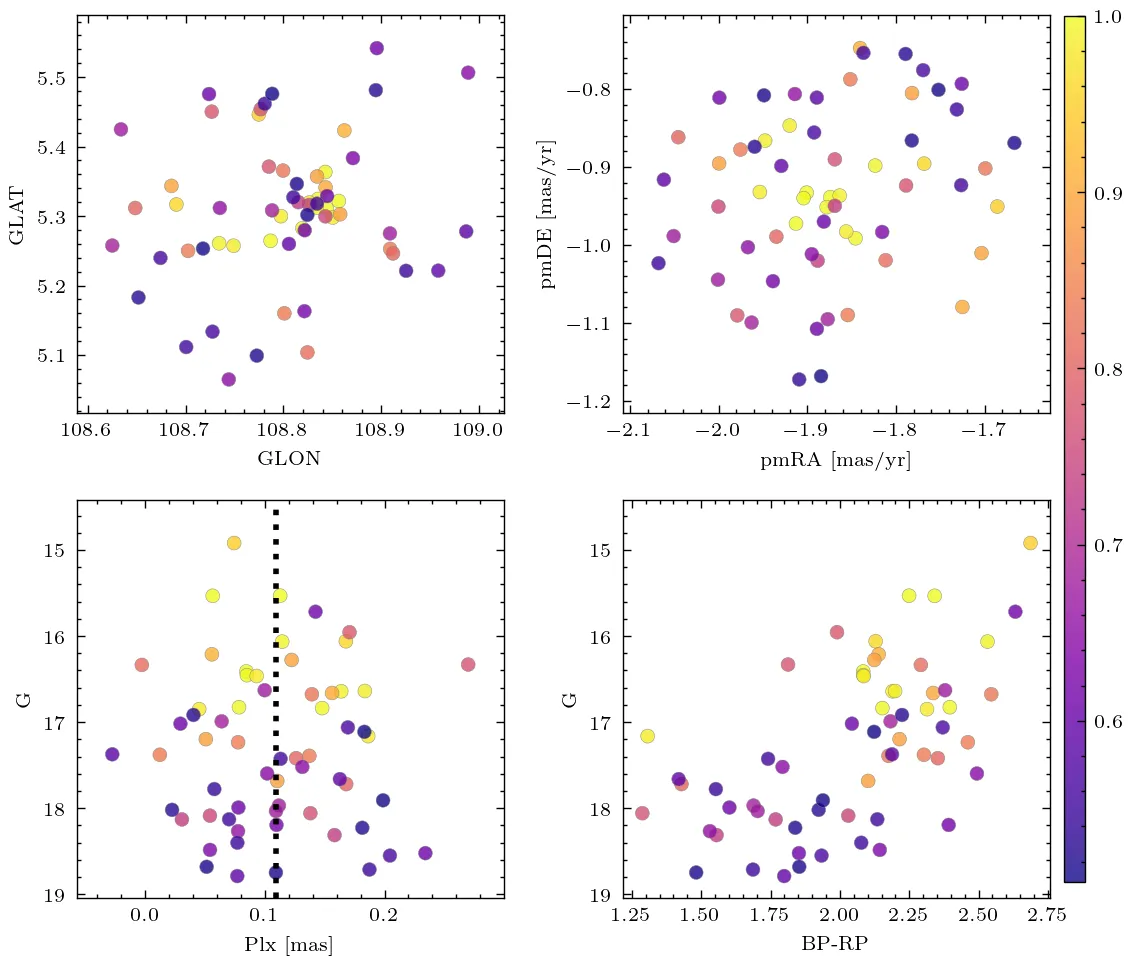 5.5
5.4
5.3
5.2
5.1
GLAT
108.6 108.7 108.8 108.9 109.0
GLON
−0.8
−0.9
−1.0
−1.1
−1.2
pmDE [mas/yr]
−2.1 −2.0 −1.9 −1.8 −1.7
pmRA [mas/yr]
1.0
0.9
0.8
0.7
0.6
15
16
17
18
19
G
0.0 0.1 0.2
Plx [mas]
15
16
17
18
19
G
1.25 1.50 1.75 2.00 2.25 2.50 2.75
BP-RP